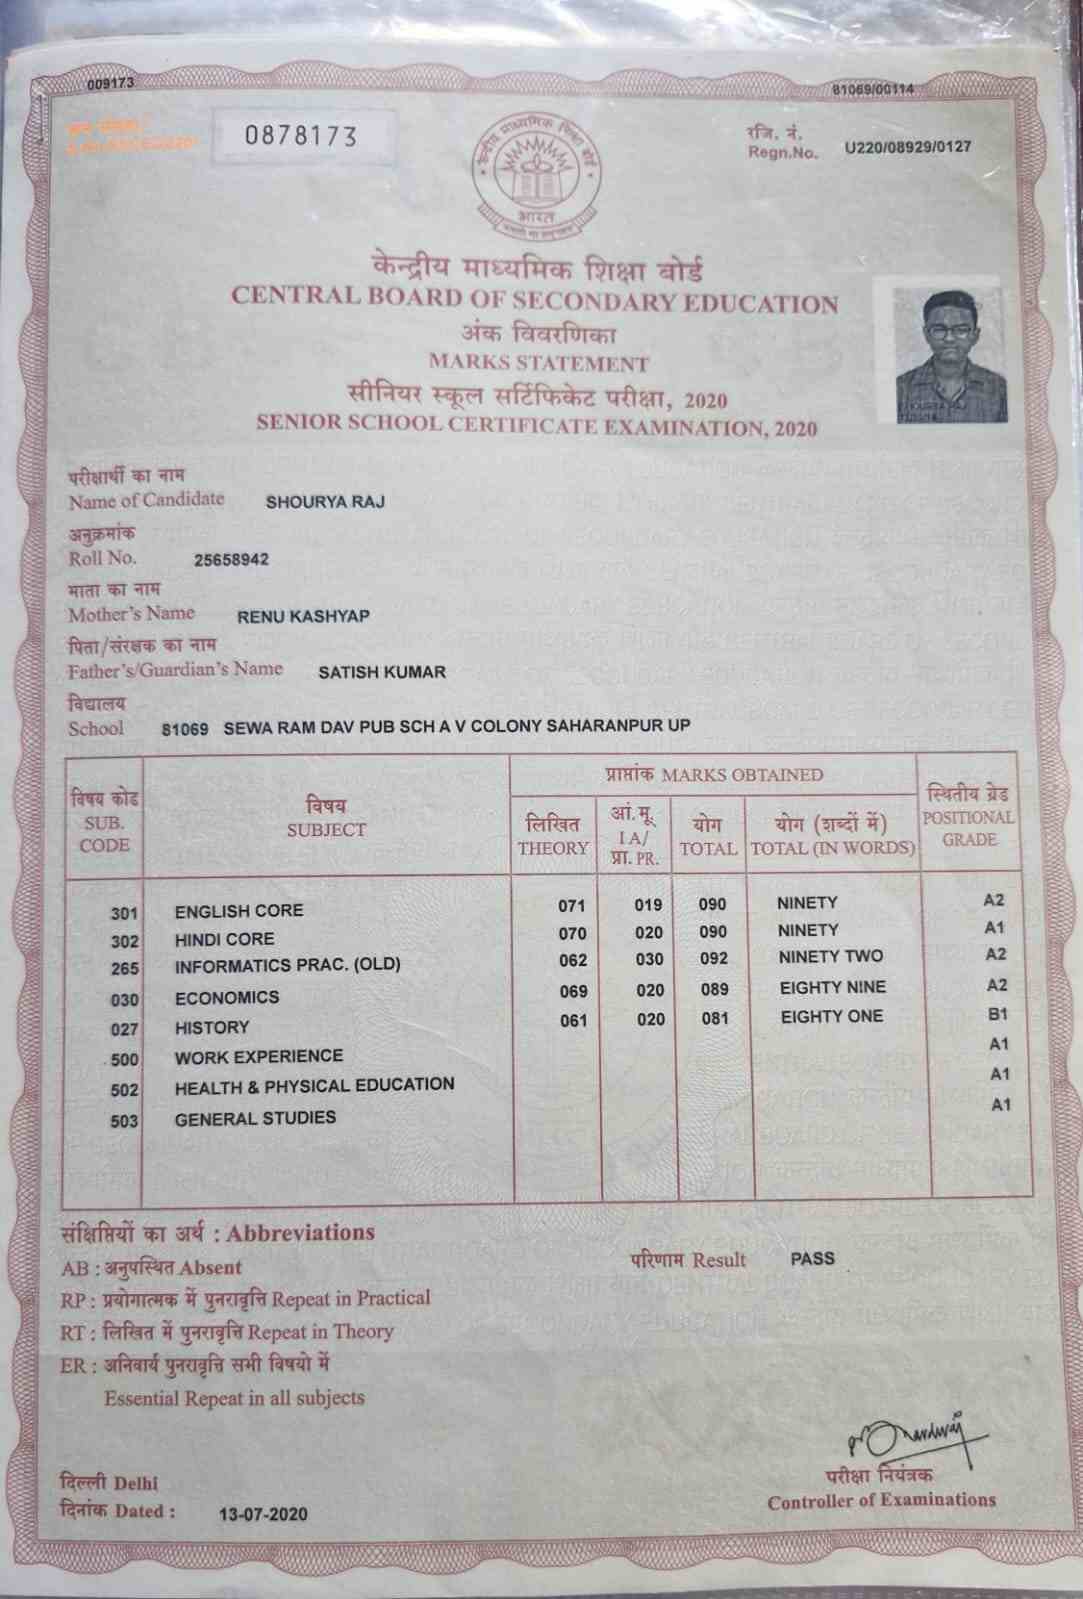 009173
81069/00114
0878173
रजि. नं.
Regn.No. U220/08929/0127
केन्द्रीय माध्यमिक शिक्षा बोर्ड
भारत
केन्द्रीय माध्यमिक शिक्षा बोर्ड
CENTRAL BOARD OF SECONDARY EDUCATION
अंक विवरणिका
MARKS STATEMENT
सीनियर स्कूल सर्टिफिकेट परीक्षा, 2020
SENIOR SCHOOL CERTIFICATE EXAMINATION, 2020
परीक्षार्थी का नाम
Name of Candidate SHOURYA RAJ
अनुक्रमांक
Roll No. 25658942
माता का नाम
Mother's Name RENU KASHYAP
पिता/संरक्षक का नाम
Father's/Guardian's Name SATISH KUMAR
विद्यालय
School 81069 SEWA RAM DAV PUB SCH A V COLONY SAHARANPUR UP
विषय कोड SUB. CODE विषय SUBJECT प्राप्तांक MARKS OBTAINED स्थितीय ग्रेड POSITIONAL GRADE
लिखित THEORY आं.मू. I A/ प्रा. PR. योग TOTAL योग (शब्दों में) TOTAL (IN WORDS)
301 ENGLISH CORE 071 019 090 NINETY A2
302 HINDI CORE 070 020 090 NINETY A1
265 INFORMATICS PRAC. (OLD) 062 030 092 NINETY TWO A2
030 ECONOMICS 069 020 089 EIGHTY NINE A2
027 HISTORY 061 020 081 EIGHTY ONE B1
500 WORK EXPERIENCE A1
502 HEALTH & PHYSICAL EDUCATION A1
503 GENERAL STUDIES A1
संक्षिप्तियों का अर्थ : Abbreviations
AB : अनुपस्थित Absent
परिणाम Result PASS
RP : प्रयोगात्मक में पुनरावृत्ति Repeat in Practical
RT : लिखित में पुनरावृत्ति Repeat in Theory
ER : अनिवार्य पुनरावृत्ति सभी विषयो में
Essential Repeat in all subjects
दिल्ली Delhi
दिनांक Dated : 13-07-2020
परीक्षा नियंत्रक
Controller of Examinations